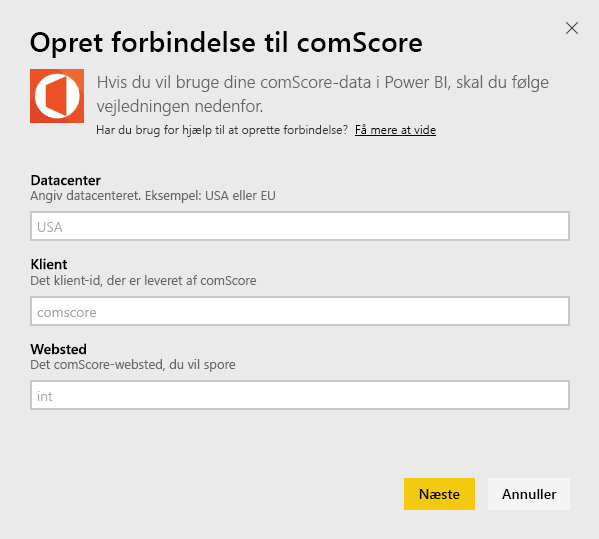 Opret forbindelse til comScore
Hvis du vil bruge dine comScore-data i Power BI, skal du følge
vejledningen nedenfor.
Har du brug for hjælp til at oprette forbindelse? Få mere at vide
Datacenter
Angiv datacenteret. Eksempel: USA eller EU
USA
Klient
Det klient-id, der er leveret af comScore
comscore
Websted
Det comScore-websted, du vil spore
int
Næste
Annuller